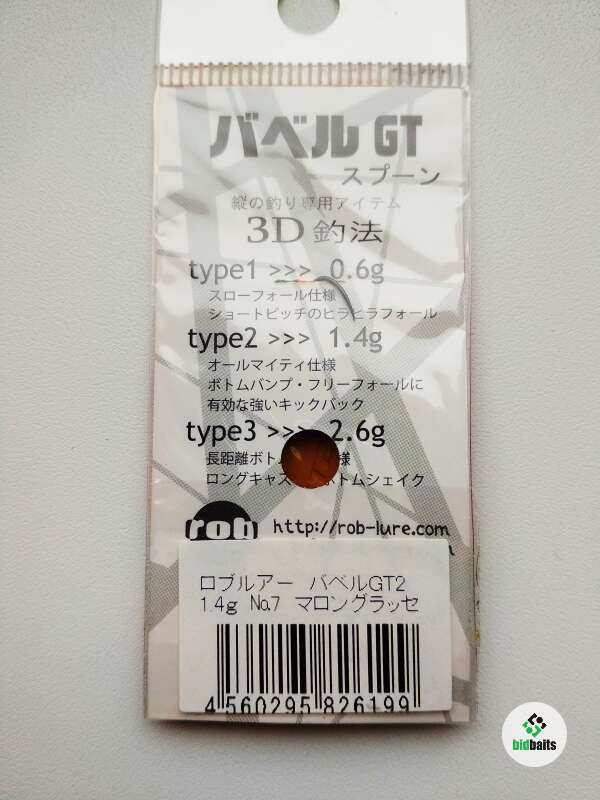 バベル GT
スプーン
縦の釣り専用アイテム
3D 釣法
type1 >>> 0.6g
スローフォール仕様
ショートピッチのヒラヒラフォール
type2 >>> 1.4g
オールマイティ仕様
ボトムバンプ・フリーフォールに
有効な強いキックバック
type3 >>> 2.6g
長距離ボト 様
ロングキャス ボトムシェイク
rob
http://rob-lure.com
ロブルアー バベルGT2
1.4g No.7 マロングラッセ
4 560295 826199
bidbaits